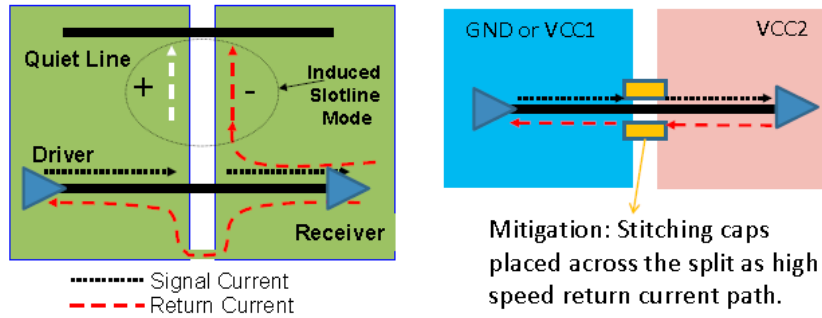 Quiet Line
+
-
Induced
Slotline
Mode
Driver
Receiver
Signal Current
Return Current
GND or VCC1
VCC2
Mitigation: Stitching caps
placed across the split as high
speed return current path.